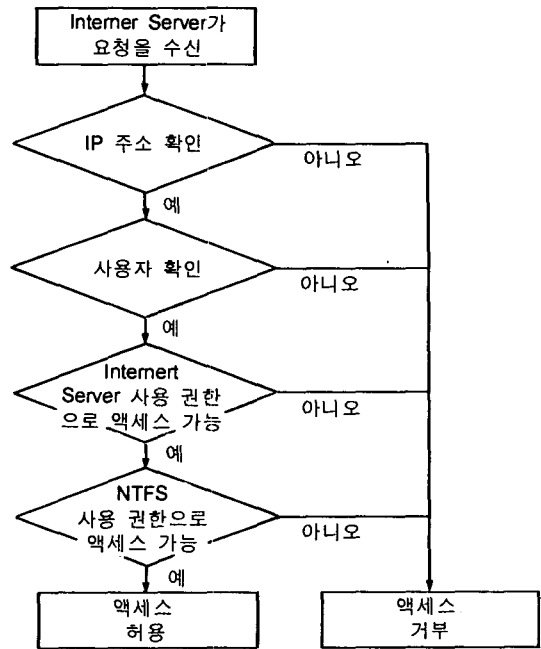 Interner Server가
요청을 수신
IP 주소 확인
아니오
예
사용자 확인
아니오
예
Internert
Server 사용 권한
으로 액세스 가능
아니오
예
NTFS
사용 권한으로
액세스 가능
아니오
예
액세스
허용
액세스
거부